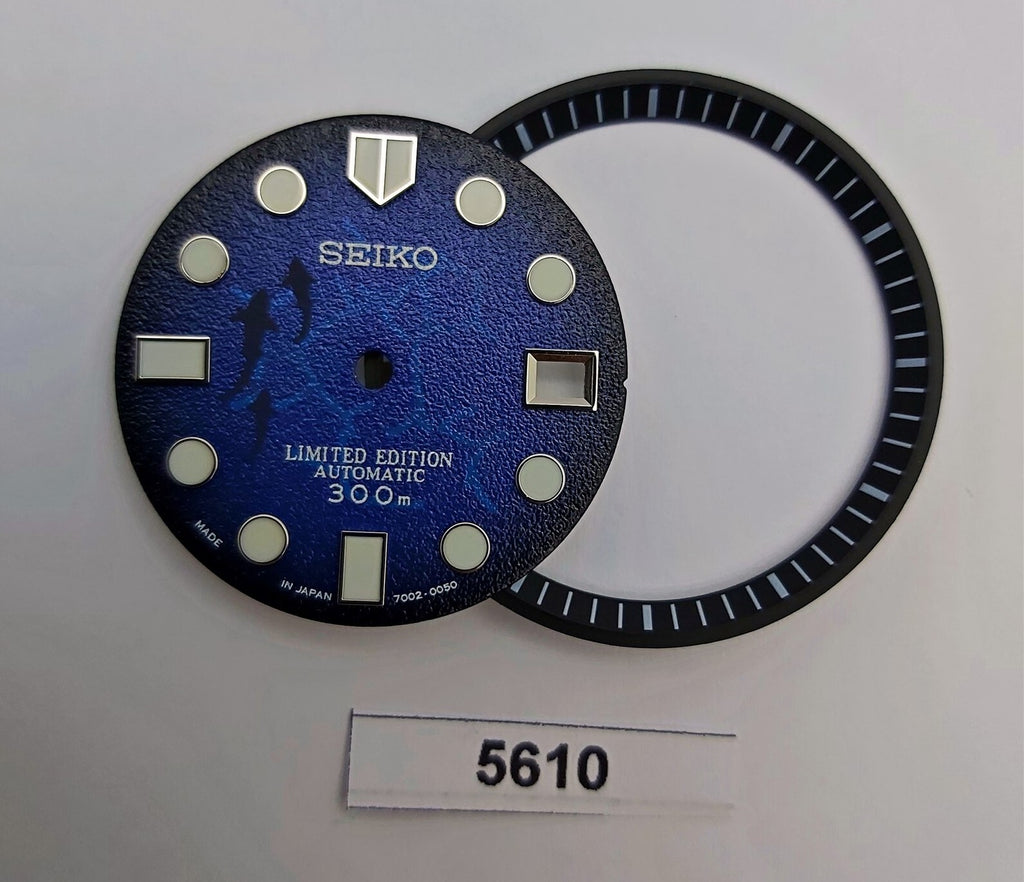 SEIKO
LIMITED EDITION
AUTOMATIC
300m
MADE
IN JAPAN
7002-0050
5610